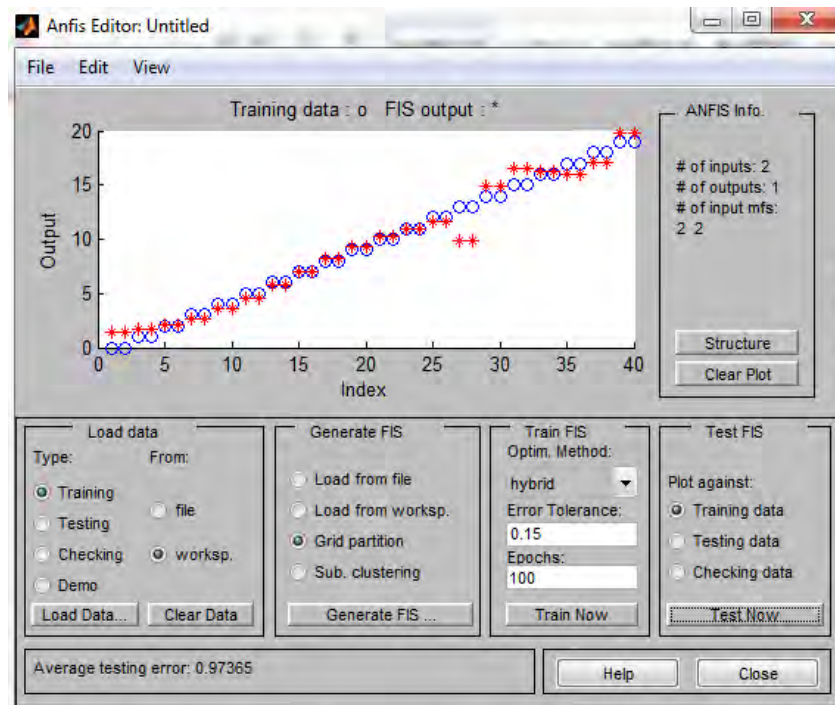 Anfis Editor: Untitled
File Edit View
Training data : o FIS output : *
20
15
10
5
0
Output
0 5 10 15 20 25 30 35 40
Index
ANFIS Info.
# of inputs: 2
# of outputs: 1
# of input mfs:
2 2
Structure
Clear Plot
Load data
Type: From:
Training
Testing
Checking
Demo
file
worksp.
Load Data... Clear Data
Generate FIS
Load from file
Load from worksp.
Grid partition
Sub. clustering
Generate FIS ...
Train FIS
Optim. Method:
hybrid
Error Tolerance:
0.15
Epochs:
100
Train Now
Test FIS
Plot against:
Training data
Testing data
Checking data
Test Now
Average testing error: 0.97365
Help
Close